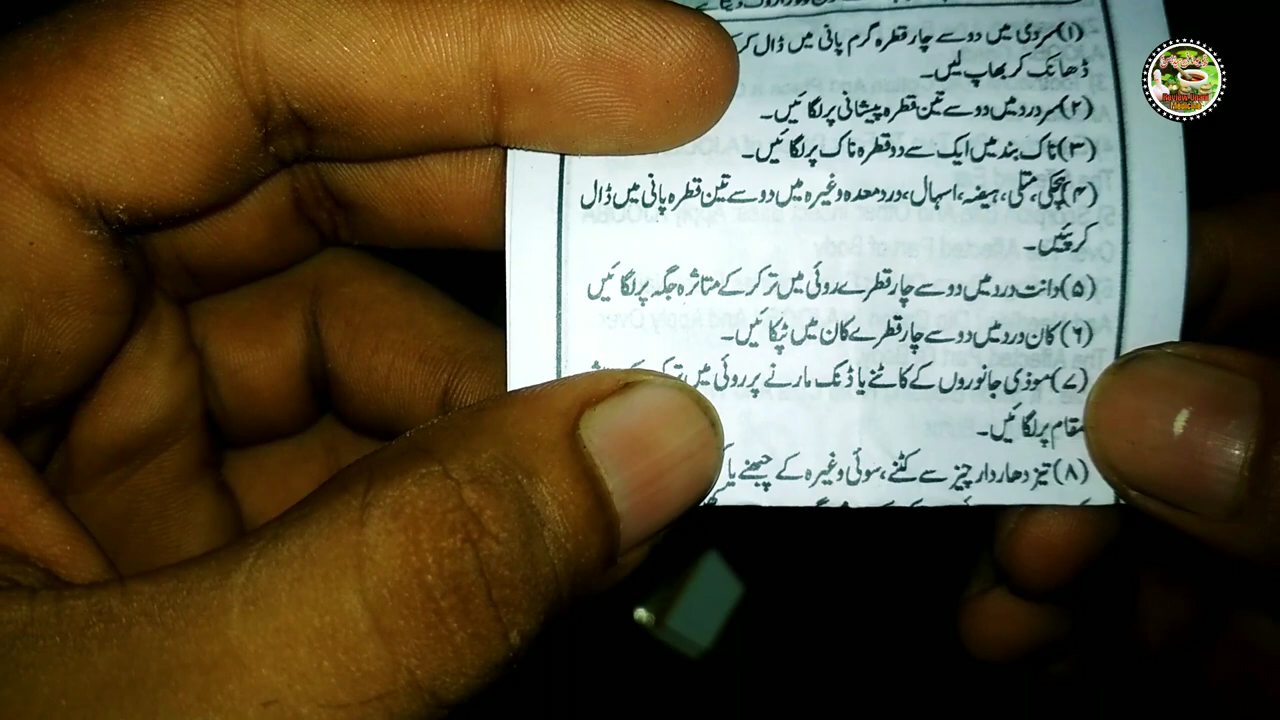 (۱)سردی میں دو سے چار قطرہ گرم پانی میں ڈال کر
ڈھانک کر بھاپ لیں۔
(۲)سر درد میں دو سے تین قطرہ پیشانی پر لگائیں۔
(۳)ناک بند میں ایک سے دو قطرہ ناک پر لگائیں۔
(۴)ہچکی، متلی، ہیضہ، اسہال، درد معدہ وغیرہ میں دو سے تین قطرہ پانی میں ڈال
کر پئیں۔
(۵)دانت درد میں دو سے چار قطرے روئی میں تر کر کے متاثرہ جگہ پر لگائیں
(۶) کان درد میں دو سے چار قطرے کان میں ٹپکائیں۔
(۷)موذی جانوروں کے کاٹنے یا ڈنک مارنے پر روئی میں
مقام پر لگائیں۔
(۸) تیز دھار دار چیز سے کٹنے، سوئی وغیرہ کے چبھنے یا
Review Unani
Medicine